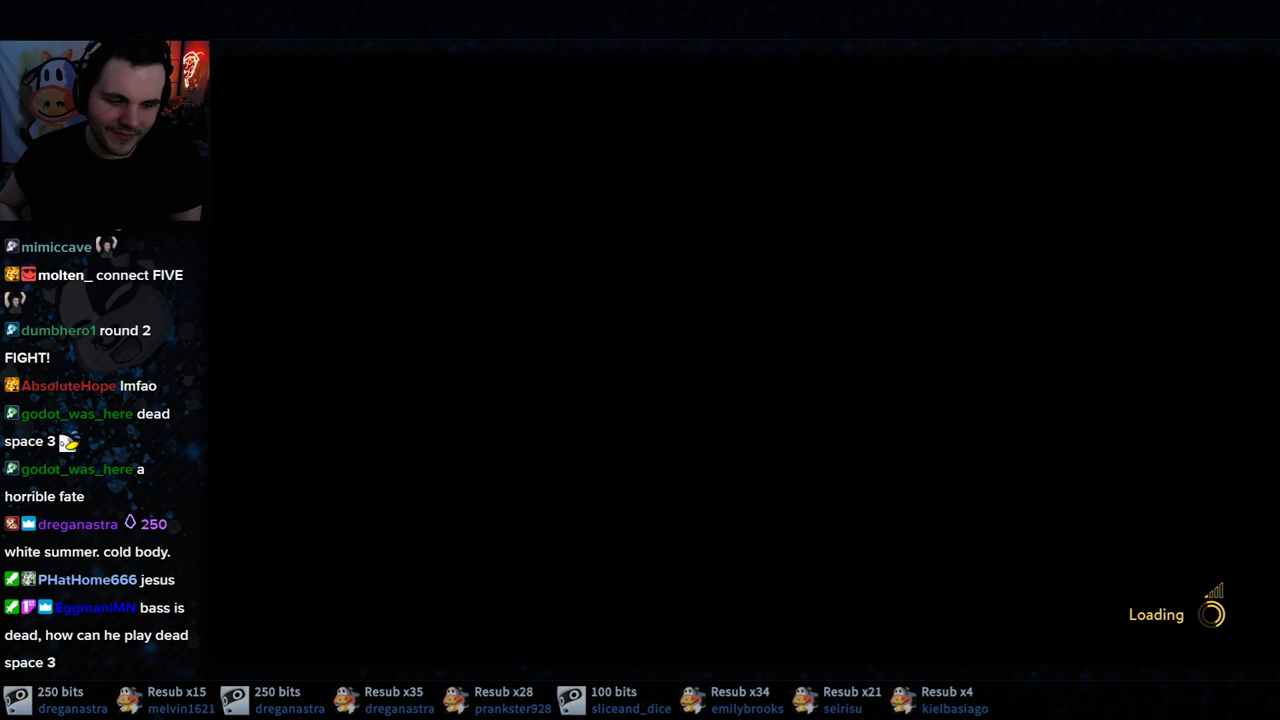 mimiccave
molten_ connect FIVE
dumbhero1 round 2
FIGHT!
AbsoluteHope lmfao
godot_was_here dead
space 3
godot_was_here a
horrible fate
dreganastra 250
white summer. cold body.
PHatHome666 jesus
EggmaniMN bass is
dead, how can he play dead
space 3
Loading
250 bits
dreganastra
Resub x15
melvin1621
250 bits
dreganastra
Resub x35
dreganastra
Resub x28
prankster928
100 bits
sliceand_dice
Resub x34
emilybrooks
Resub x21
seirisu
Resub x4
kielbasiago